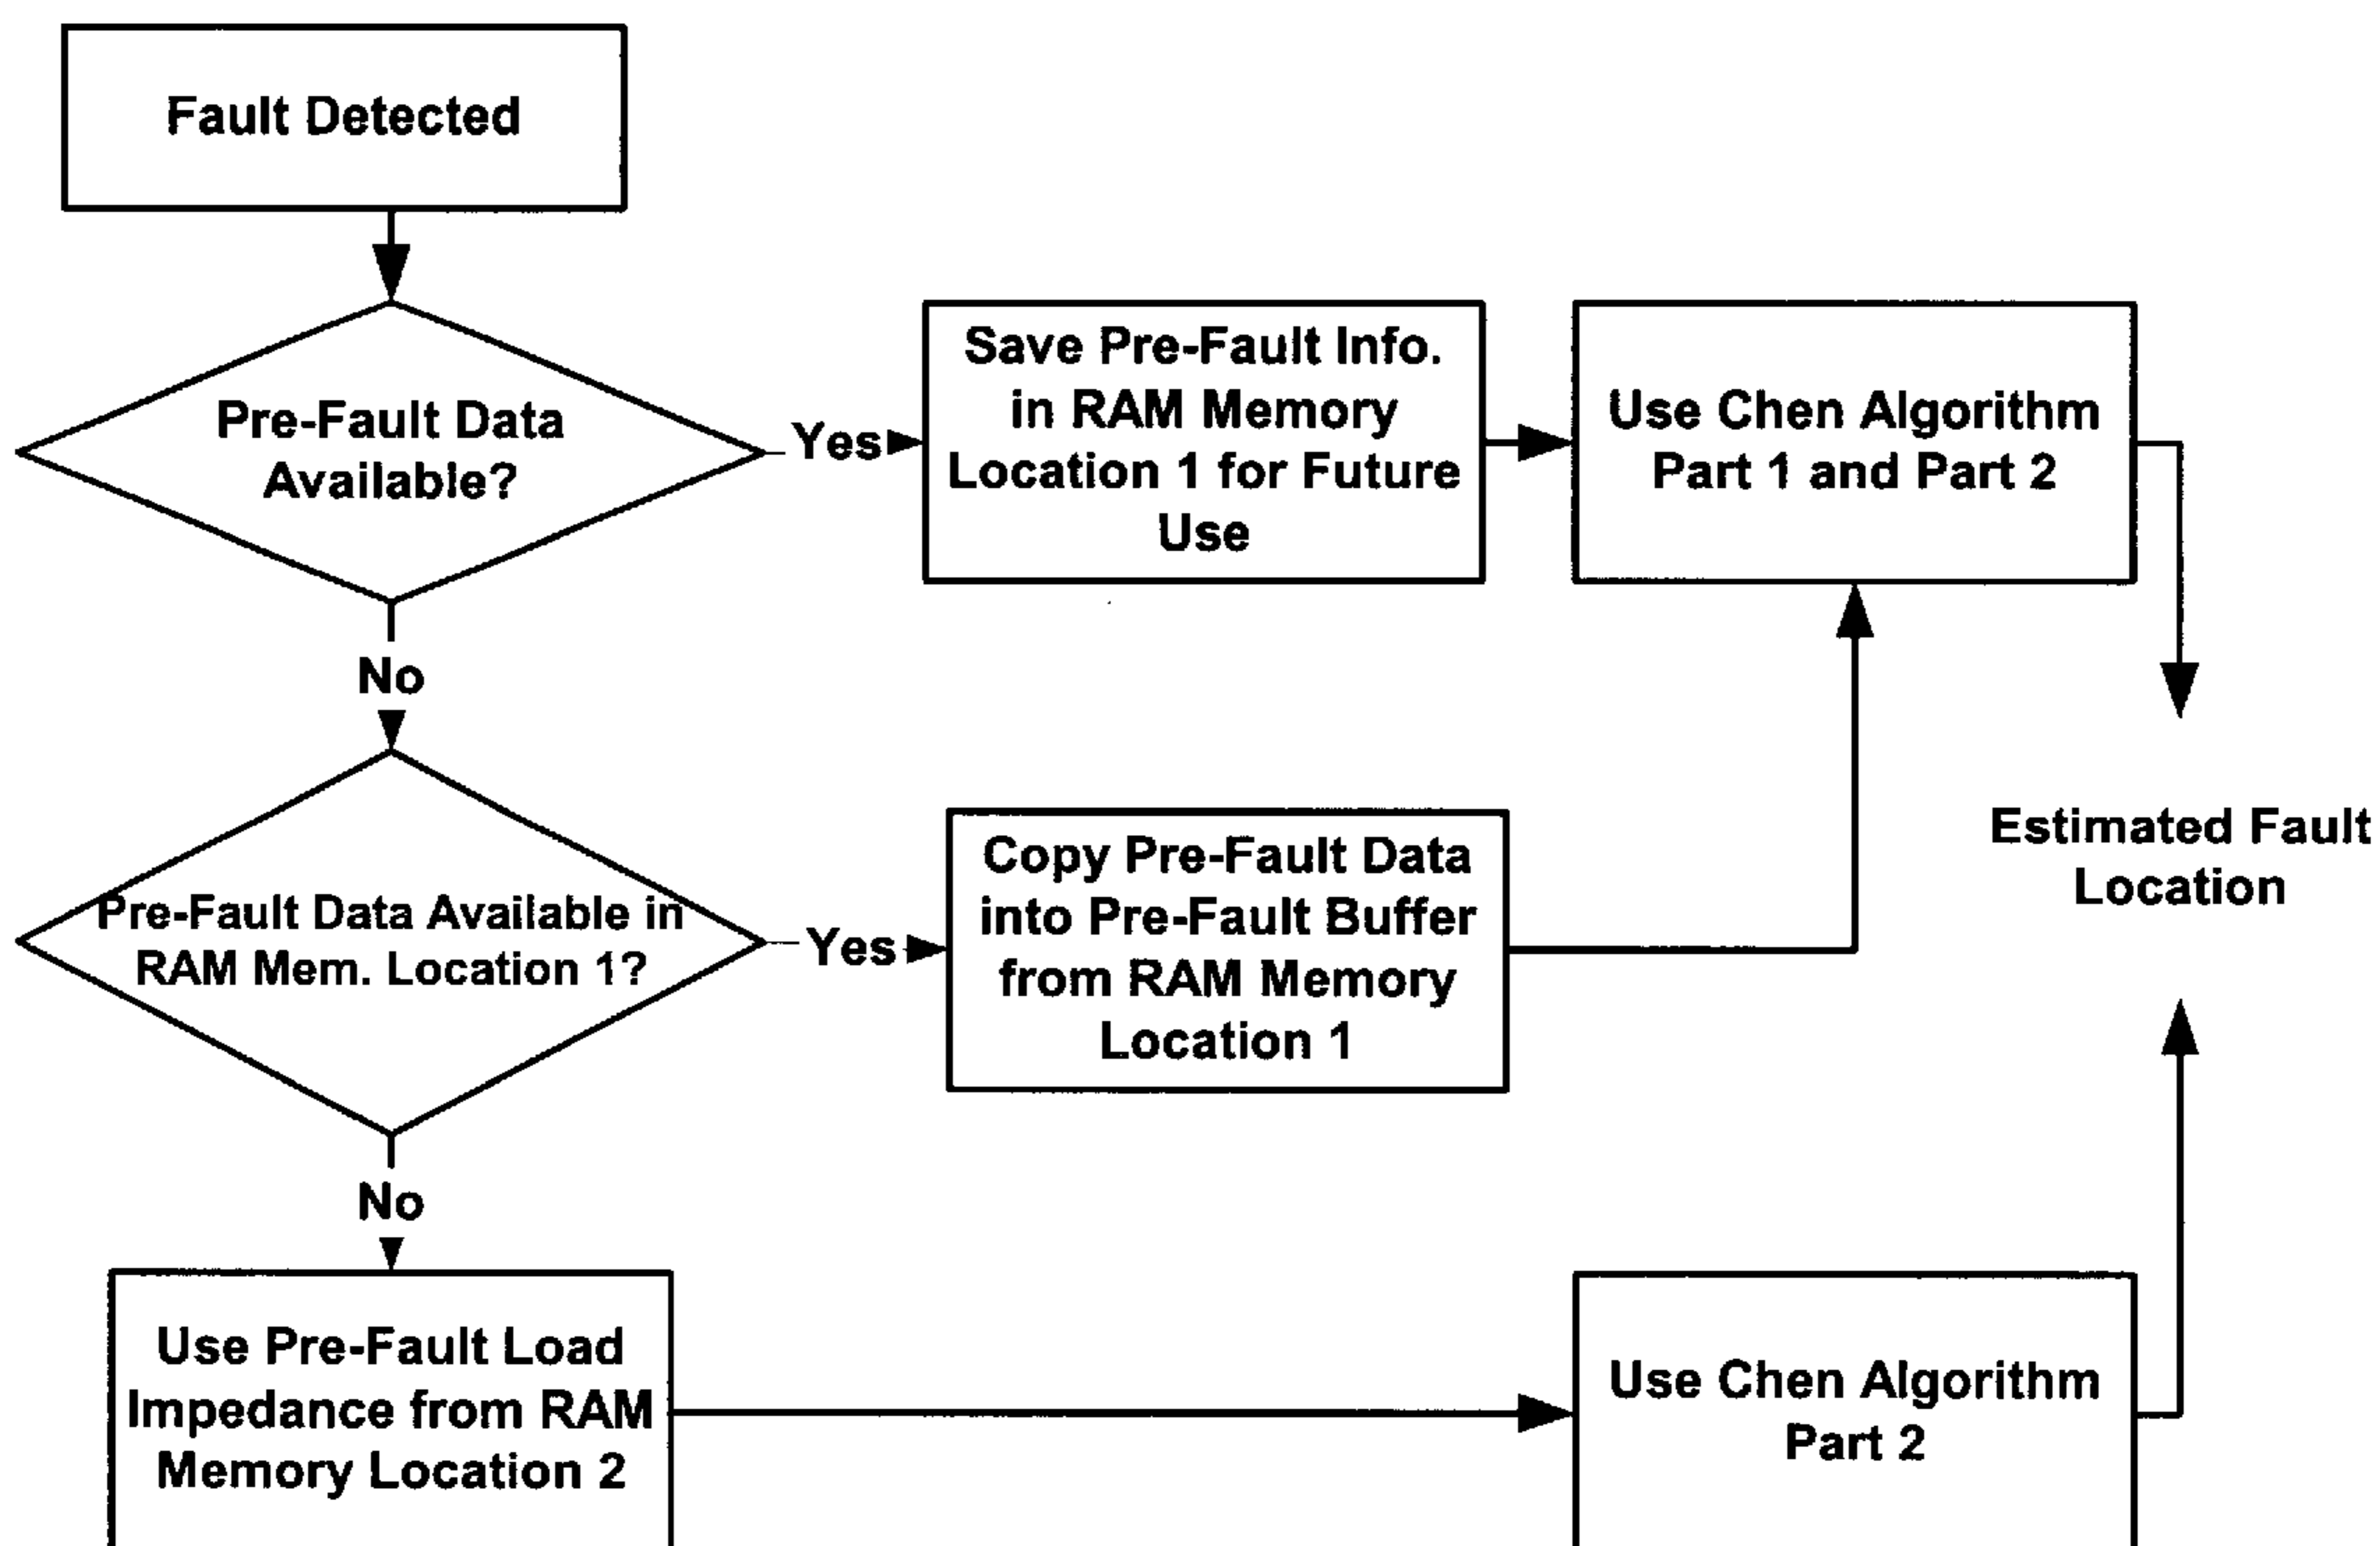 Fault Detected
Pre-Fault Data
Available?
Yes
Save Pre-Fault Info.
in RAM Memory
Location 1 for Future
Use
Use Chen Algorithm
Part 1 and Part 2
No
Pre-Fault Data Available in
RAM Mem. Location 1?
Yes
Copy Pre-Fault Data
into Pre-Fault Buffer
from RAM Memory
Location 1
Estimated Fault
Location
No
Use Pre-Fault Load
Impedance from RAM
Memory Location 2
Use Chen Algorithm
Part 2